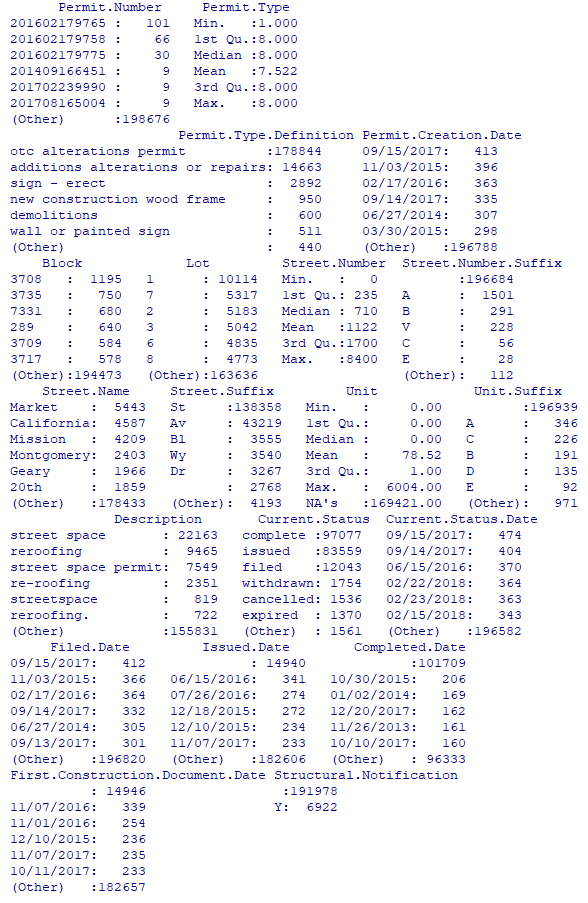 Permit.Number Permit.Type
201602179765 : 101 Min. :1.000
201602179758 : 66 1st Qu.:8.000
201602179775 : 30 Median :8.000
201409166451 : 9 Mean :7.522
201702239990 : 9 3rd Qu.:8.000
201708165004 : 9 Max. :8.000
(Other) :198676
Permit.Type.Definition Permit.Creation.Date
otc alterations permit :178844 09/15/2017: 413
additions alterations or repairs: 14663 11/03/2015: 396
sign - erect : 2892 02/17/2016: 363
new construction wood frame : 950 09/14/2017: 335
demolitions : 600 06/27/2014: 307
wall or painted sign : 511 03/30/2015: 298
(Other) : 440 (Other) :196788
Block Lot Street.Number Street.Number.Suffix
3708 : 1195 1 : 10114 Min. : 0 :196684
3735 : 750 7 : 5317 1st Qu.: 235 A : 1501
7331 : 680 2 : 5183 Median : 710 B : 291
289 : 640 3 : 5042 Mean :1122 V : 228
3709 : 584 6 : 4835 3rd Qu.:1700 C : 56
3717 : 578 8 : 4773 Max. :8400 E : 28
(Other):194473 (Other):163636 (Other): 112
Street.Name Street.Suffix Unit Unit.Suffix
Market : 5443 St :138358 Min. : 0.00 :196939
California: 4587 Av : 43219 1st Qu.: 0.00 A : 346
Mission : 4209 Bl : 3555 Median : 0.00 C : 226
Montgomery: 2403 Wy : 3540 Mean : 78.52 B : 191
Geary : 1966 Dr : 3267 3rd Qu.: 1.00 D : 135
20th : 1859 : 2768 Max. : 6004.00 E : 92
(Other) :178433 (Other): 4193 NA's :169421.00 (Other): 971
Description Current.Status Current.Status.Date
street space : 22163 complete :97077 09/15/2017: 474
reroofing : 9465 issued :83559 09/14/2017: 404
street space permit: 7549 filed :12043 06/15/2016: 370
re-roofing : 2351 withdrawn: 1754 02/22/2018: 364
streetspace : 819 cancelled: 1536 02/23/2018: 363
reroofing. : 722 expired : 1370 02/15/2018: 343
(Other) :155831 (Other) : 1561 (Other) :196582
Filed.Date Issued.Date Completed.Date
09/15/2017: 412 : 14940 :101709
11/03/2015: 366 06/15/2016: 341 10/30/2015: 206
02/17/2016: 364 07/26/2016: 274 01/02/2014: 169
09/14/2017: 332 12/18/2015: 272 12/20/2017: 162
06/27/2014: 305 12/10/2015: 234 11/26/2013: 161
09/13/2017: 301 11/07/2017: 233 10/10/2017: 160
(Other) :196820 (Other) :182606 (Other) : 96333
First.Construction.Document.Date Structural.Notification
: 14946 :191978
11/07/2016: 339 Y: 6922
11/01/2016: 254
12/10/2015: 236
11/07/2017: 235
10/11/2017: 233
(Other) :182657